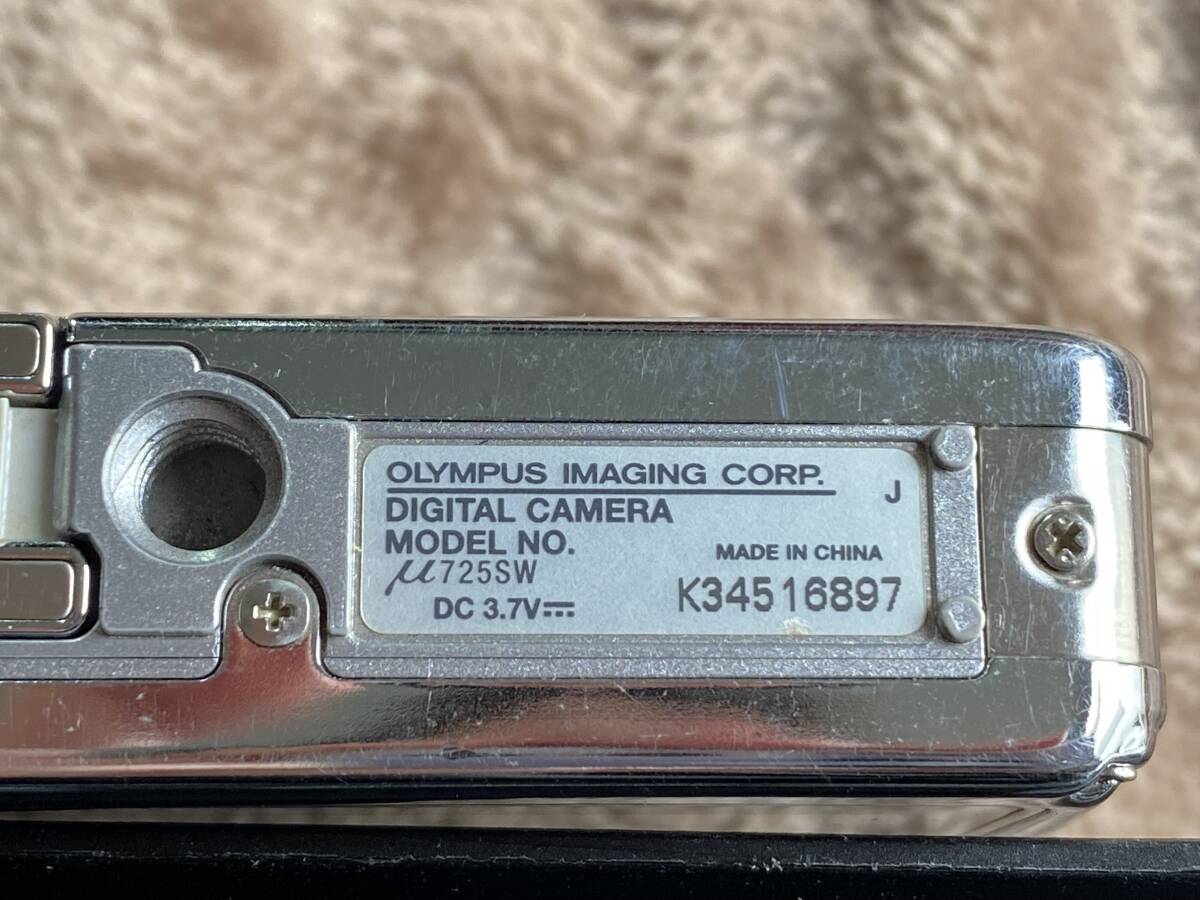 OLYMPUS IMAGING CORP.
J
DIGITAL CAMERA
MODEL NO.
MADE IN CHINA
μ725SW
K34516897
DC 3.7V⎓